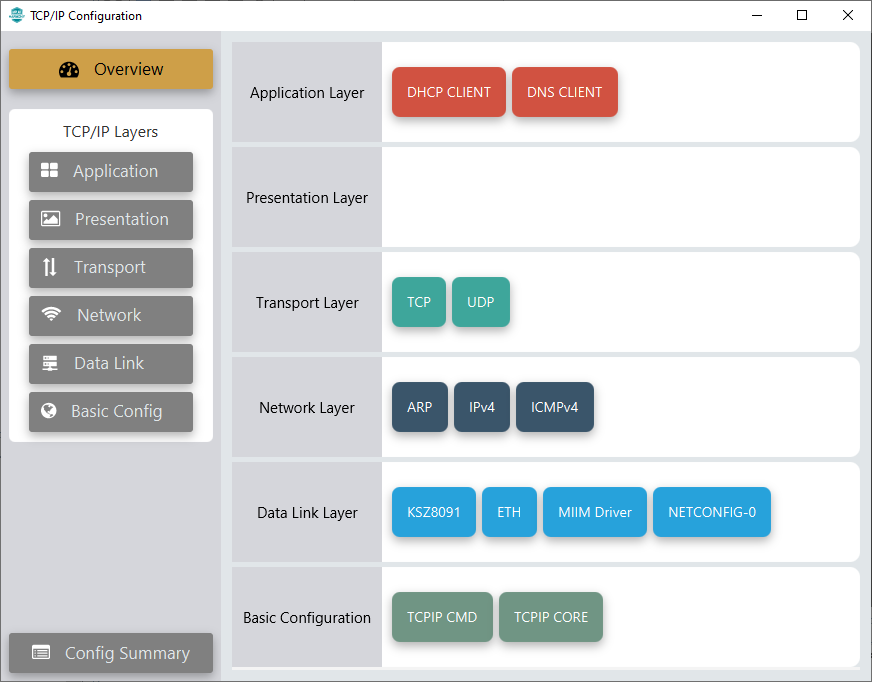 TCP/IP Configuration
Overview
TCP/IP Layers
Application
Presentation
Transport
Network
Data Link
Basic Config
Config Summary
Application Layer
DHCP CLIENT
DNS CLIENT
Presentation Layer
Transport Layer
TCP
UDP
Network Layer
ARP
IPv4
ICMPv4
Data Link Layer
KSZ8091
ETH
MIIM Driver
NETCONFIG-0
Basic Configuration
TCPIP CMD
TCPIP CORE